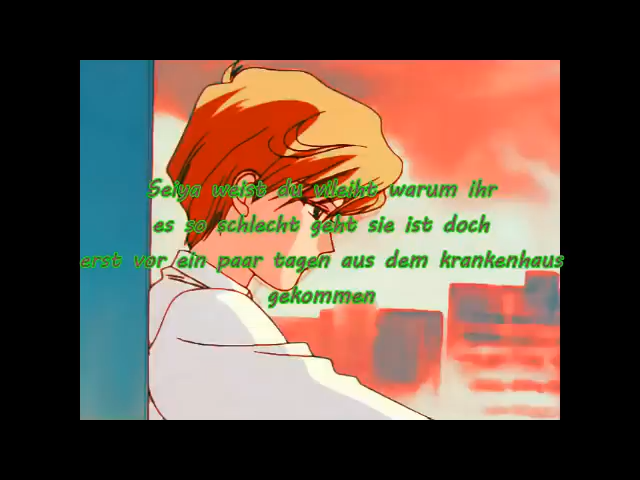 Seiya weist du vileiht warum ihr
es so schlecht geht sie ist doch
erst vor ein paar tagen aus dem krankenhaus
gekommen